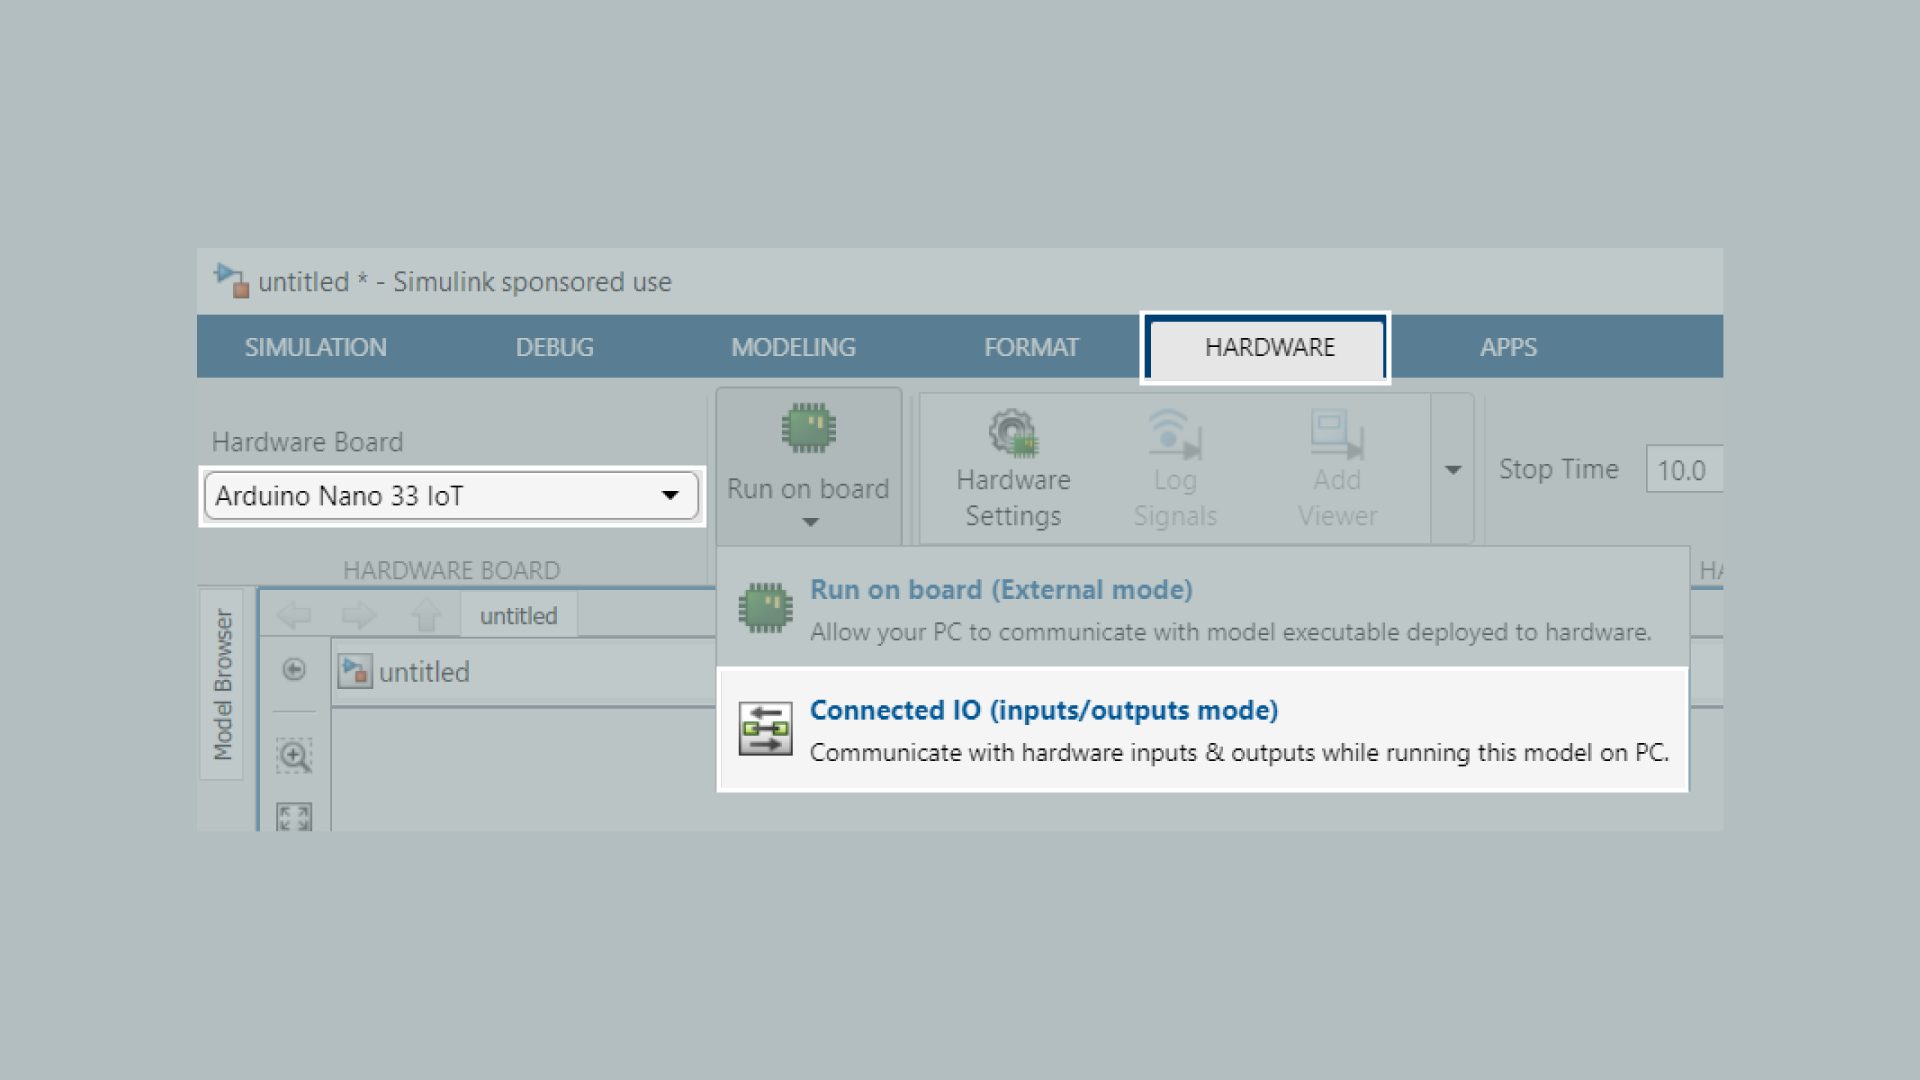 untitled * - Simulink sponsored use
SIMULATION
DEBUG
MODELING
FORMAT
HARDWARE
APPS
Hardware Board
Arduino Nano 33 IoT
HARDWARE BOARD
Run on board
Hardware
Settings
Log
Signals
Add
Viewer
Stop Time
10.0
HA
Run on board (External mode)
Allow your PC to communicate with model executable deployed to hardware.
Connected IO (inputs/outputs mode)
Communicate with hardware inputs & outputs while running this model on PC.
Model Browser
untitled
untitled